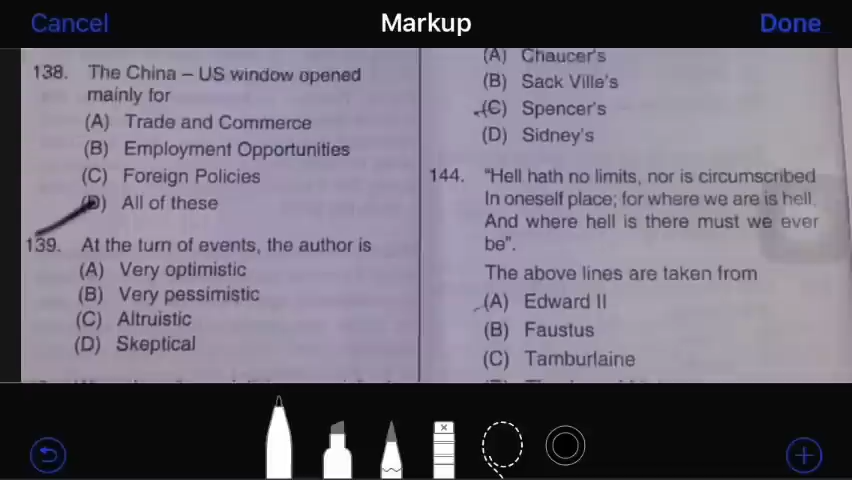 Cancel
Markup
Done
138. The China – US window opened
mainly for
(A) Trade and Commerce
(B) Employment Opportunities
(C) Foreign Policies
(D) All of these
139. At the turn of events, the author is
(A) Very optimistic
(B) Very pessimistic
(C) Altruistic
(D) Skeptical
(A) Chaucer's
(B) Sack Ville's
(C) Spencer's
(D) Sidney's
144. "Hell hath no limits, nor is circumscribed
In oneself place; for where we are is hell,
And where hell is there must we ever
be".
The above lines are taken from
(A) Edward II
(B) Faustus
(C) Tamburlaine